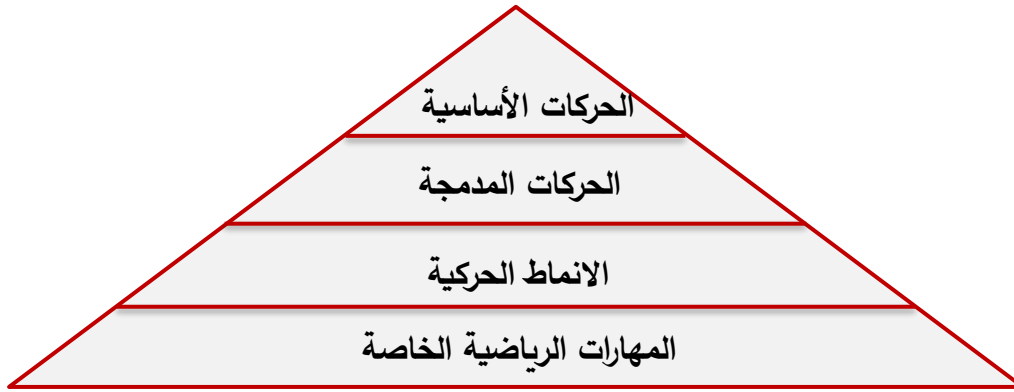 الحركات الأساسية
الحركات المدمجة
الانماط الحركية
المهارات الرياضية الخاصة